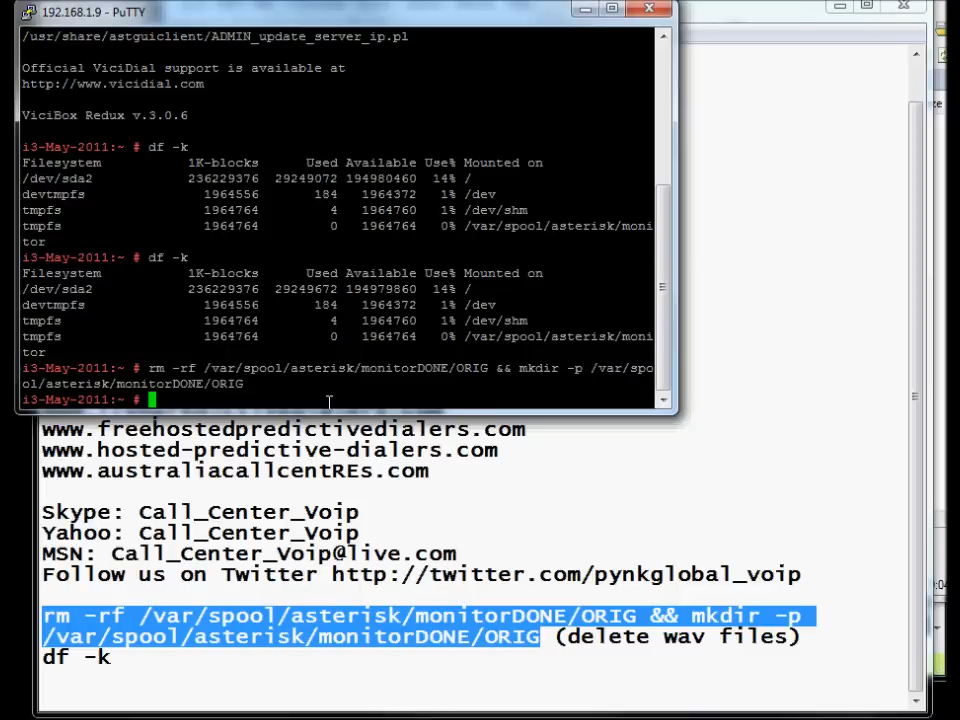 192.168.1.9 - PuTTY
/usr/share/astguiclient/ADMIN_update_server_ip.pl
Official ViciDial support is available at
http://www.vicidial.com
ViciBox Redux v.3.0.6
i3-May-2011:~ # df -k
Filesystem 1K-blocks Used Available Use% Mounted on
/dev/sda2 236229376 29249072 194980460 14% /
devtmpfs 1964556 184 1964372 1% /dev
tmpfs 1964764 4 1964760 1% /dev/shm
tmpfs 1964764 0 1964764 0% /var/spool/asterisk/moni
tor
i3-May-2011:~ # df -k
Filesystem 1K-blocks Used Available Use% Mounted on
/dev/sda2 236229376 29249672 194979860 14% /
devtmpfs 1964556 184 1964372 1% /dev
tmpfs 1964764 4 1964760 1% /dev/shm
tmpfs 1964764 0 1964764 0% /var/spool/asterisk/moni
tor
i3-May-2011:~ # rm -rf /var/spool/asterisk/monitorDONE/ORIG && mkdir -p /var/spo
ol/asterisk/monitorDONE/ORIG
i3-May-2011:~ #
www.freehostedpredictivedialers.com
www.hosted-predictive-dialers.com
www.australiacallcentREs.com
Skype: Call_Center_Voip
Yahoo: Call_Center_Voip
MSN: Call_Center_Voip@live.com
Follow us on Twitter http://twitter.com/pynkglobal_voip
rm -rf /var/spool/asterisk/monitorDONE/ORIG && mkdir -p
/var/spool/asterisk/monitorDONE/ORIG (delete wav files)
df -k